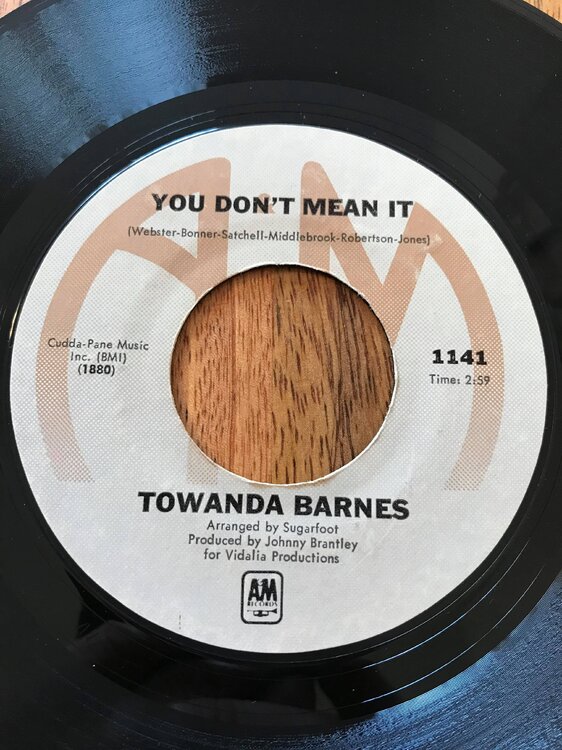 YOU DON'T MEAN IT
(Webster-Bonner-Satchell-Middlebrook-Robertson-Jones)
Cudda-Pane Music
Inc. (BMI)
(1880)
1141
Time: 2:59
TOWANDA BARNES
Arranged by Sugarfoot
Produced by Johnny Brantley
for Vidalia Productions
A&M
RECORDS